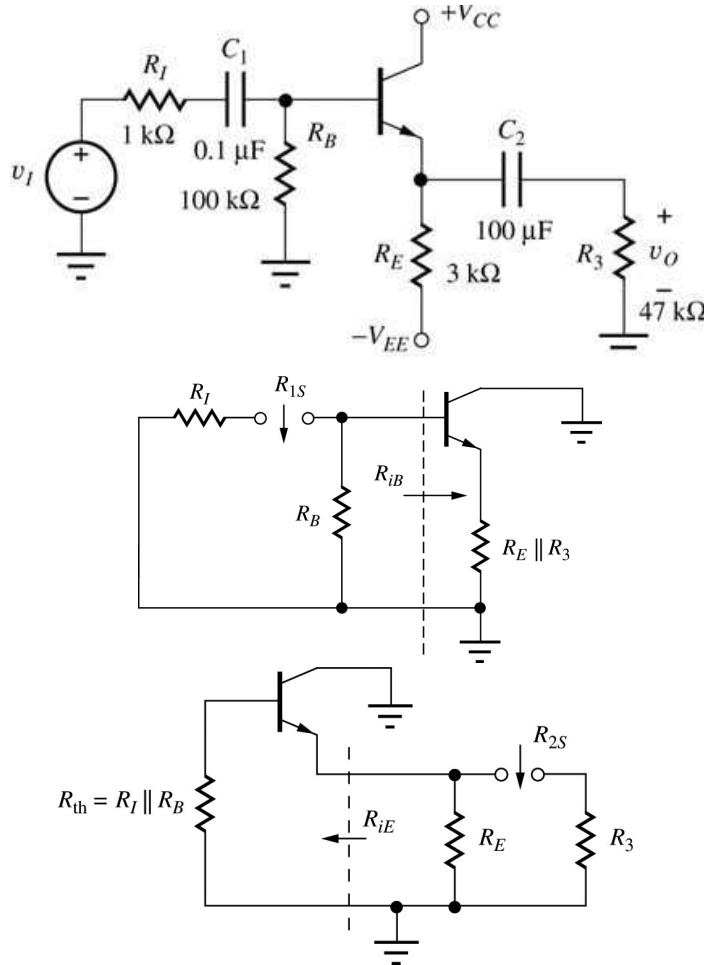 +V_CC
C_1
R_I
1 kΩ
0.1 μF
R_B
100 kΩ
v_I
+
−
C_2
100 μF
R_E
3 kΩ
R_3
+
v_O
−
47 kΩ
−V_EE
R_I
R_1S
R_iB
R_B
R_E || R_3
R_2S
R_th = R_I || R_B
R_iE
R_E
R_3